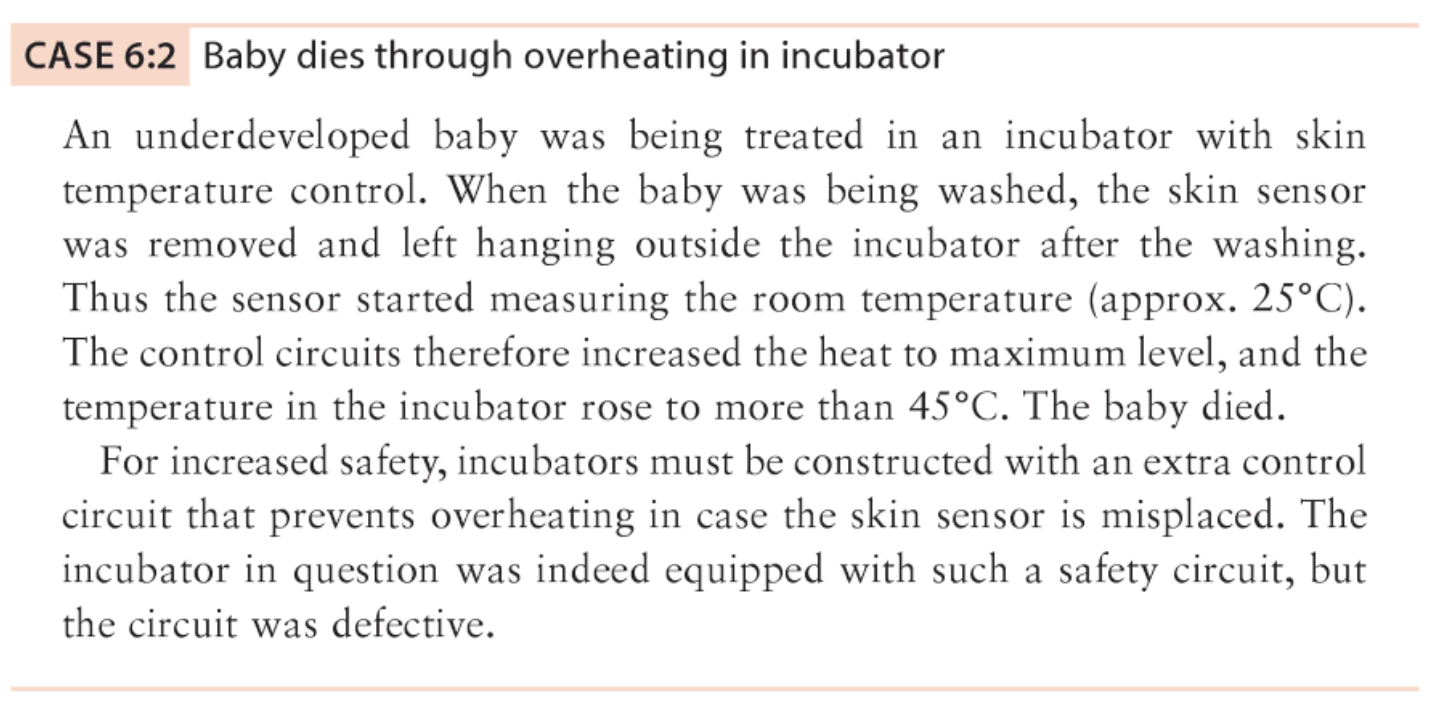 CASE 6:2 Baby dies through overheating in incubator
An underdeveloped baby was being treated in an incubator with skin
temperature control. When the baby was being washed, the skin sensor
was removed and left hanging outside the incubator after the washing.
Thus the sensor started measuring the room temperature (approx. 25°C).
The control circuits therefore increased the heat to maximum level, and the
temperature in the incubator rose to more than 45°C. The baby died.
For increased safety, incubators must be constructed with an extra control
circuit that prevents overheating in case the skin sensor is misplaced. The
incubator in question was indeed equipped with such a safety circuit, but
the circuit was defective.